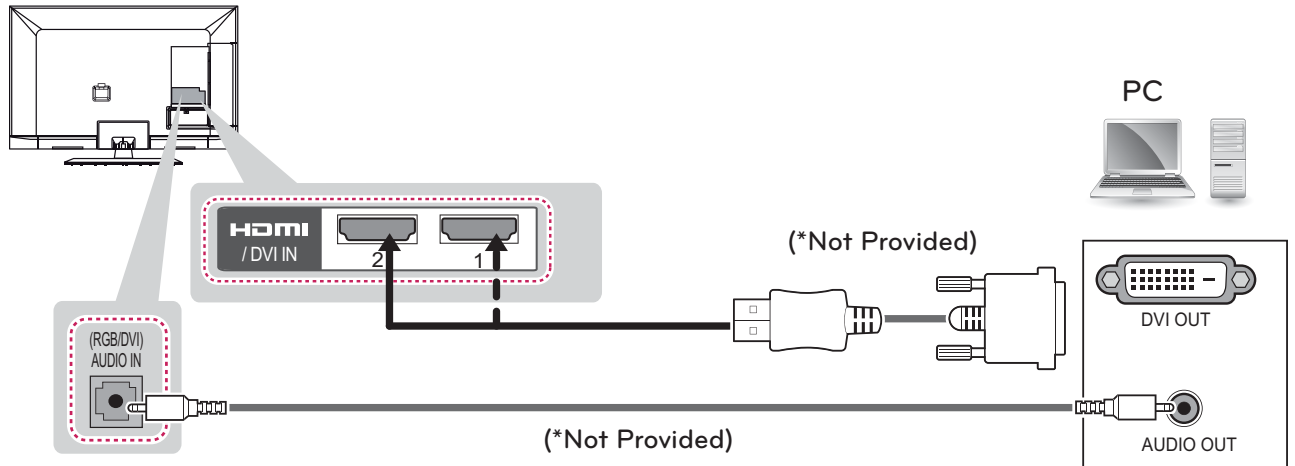 PC
HDMI
/ DVI IN
2
1
(*Not Provided)
DVI OUT
(RGB/DVI)
AUDIO IN
(*Not Provided)
AUDIO OUT